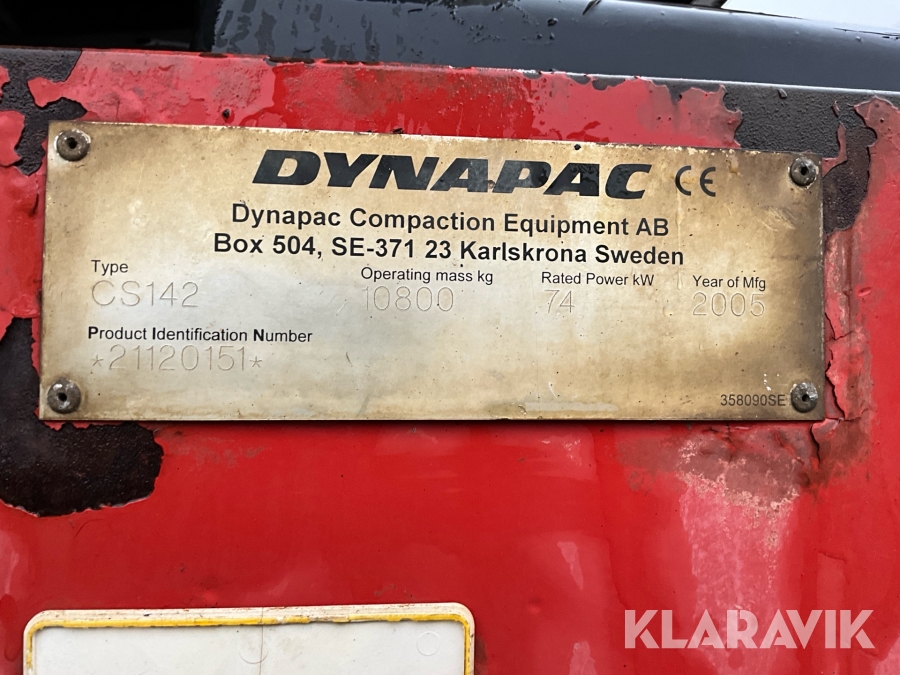 DYNAPAC CE
Dynapac Compaction Equipment AB
Box 504, SE-371 23 Karlskrona Sweden
Type Operating mass kg Rated Power kW Year of Mfg
CS142 10800 74 2005
Product Identification Number
*21120151*
358090SE
KLARAVIK